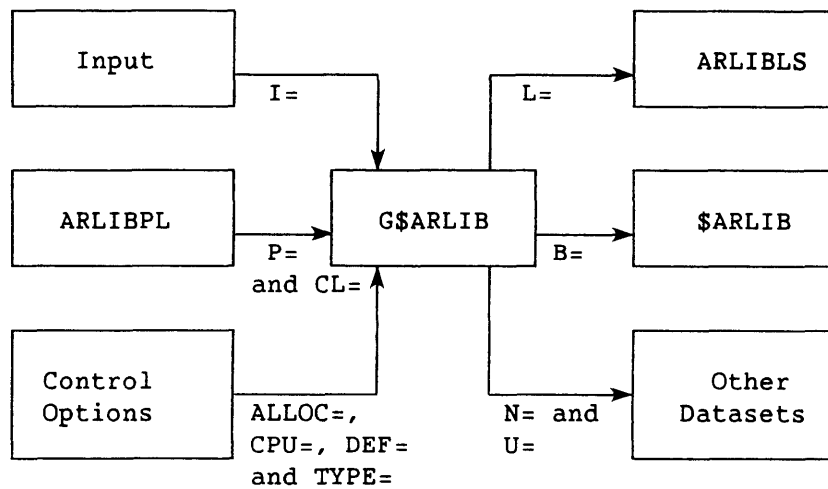 Input
ARLIBLS
I=
L=
ARLIBPL
G$ARLIB
$ARLIB
P=
and CL=
B=
Control
Options
Other
Datasets
ALLOC=,
CPU=, DEF=
and TYPE=
N= and
U=